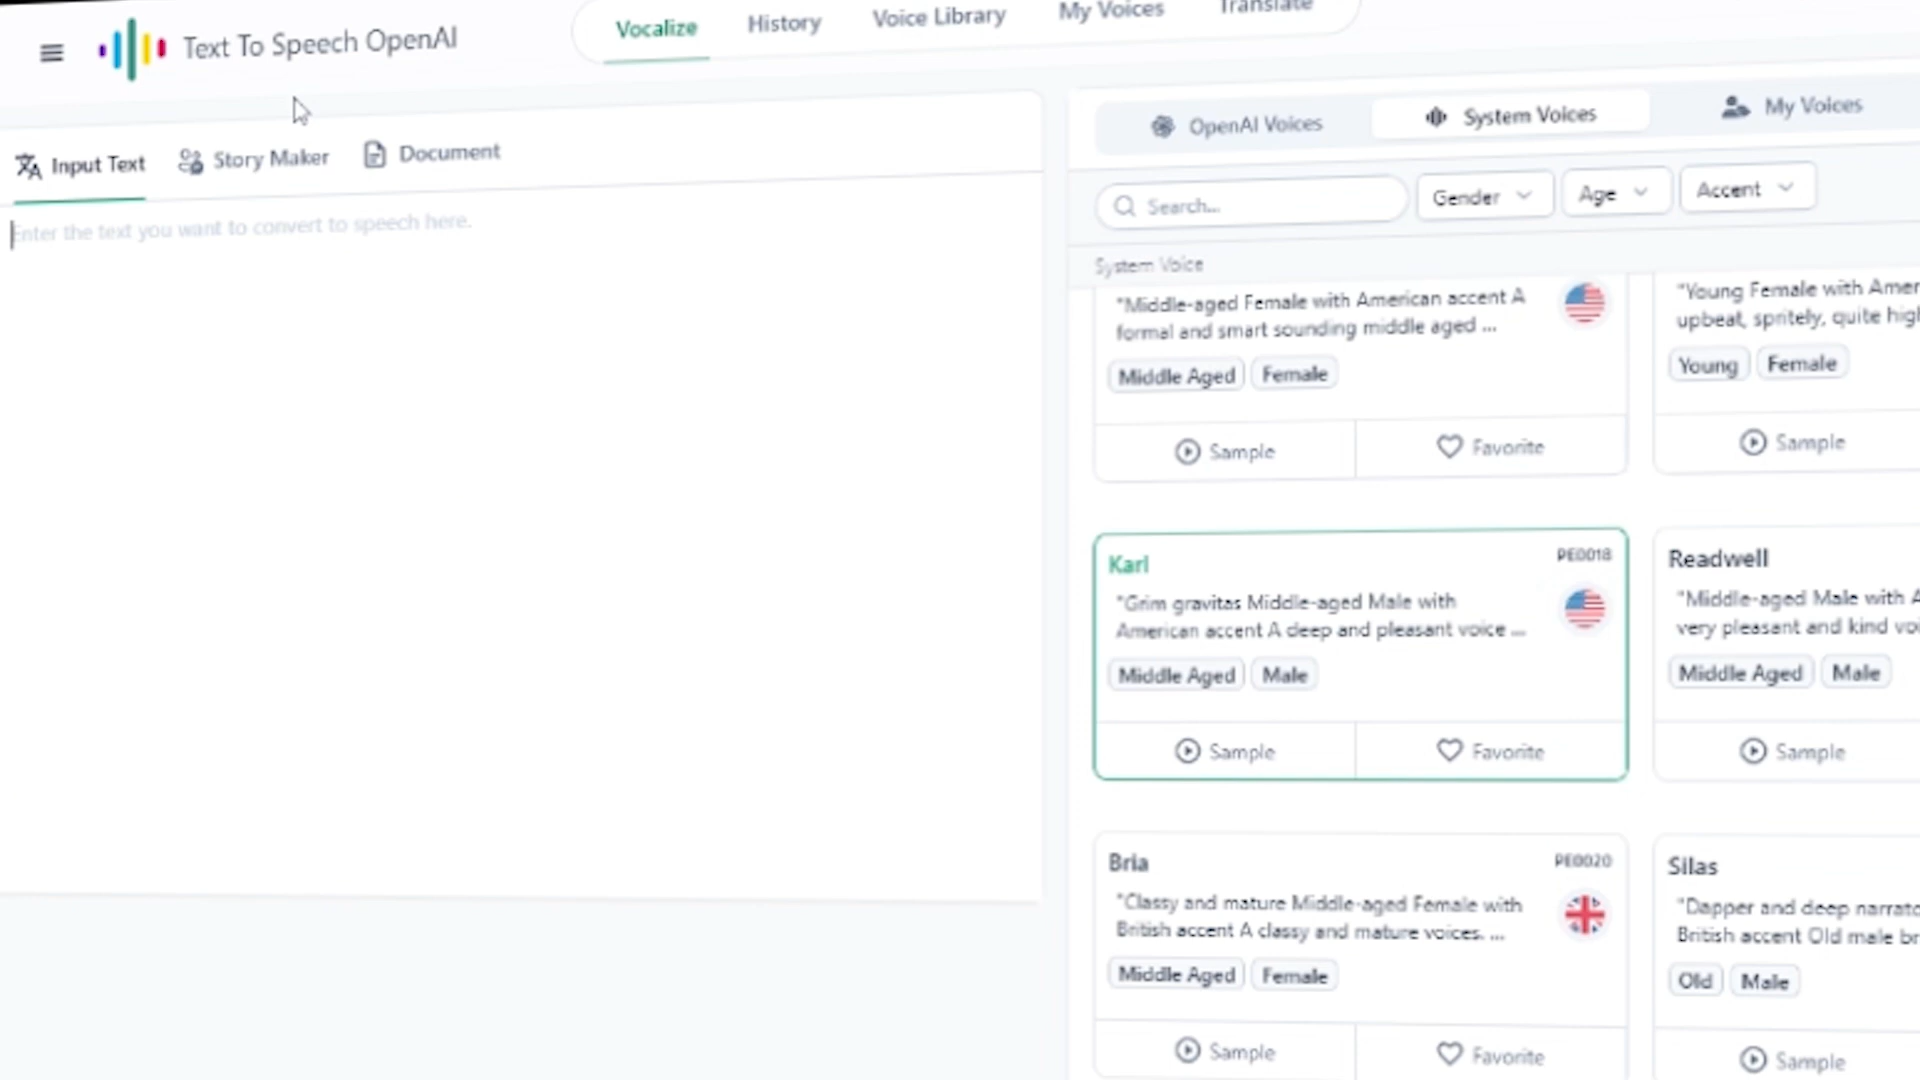 Text To Speech OpenAI
Vocalize
History
Voice Library
My Voices
Translate
Input Text
Story Maker
Document
Enter the text you want to convert to speech here.
OpenAI Voices
System Voices
My Voices
Search...
Gender
Age
Accent
System Voice
"Middle-aged Female with American accent A
formal and smart sounding middle aged ...
Middle Aged
Female
Sample
Favorite
"Young Female with Amer
upbeat, spritely, quite hig
Young
Female
Sample
Karl
PE0018
"Grim gravitas Middle-aged Male with
American accent A deep and pleasant voice ...
Middle Aged
Male
Sample
Favorite
Readwell
"Middle-aged Male with A
very pleasant and kind voi
Middle Aged
Male
Sample
Bria
PE0020
"Classy and mature Middle-aged Female with
British accent A classy and mature voices. ...
Middle Aged
Female
Sample
Favorite
Silas
"Dapper and deep narrato
British accent Old male br
Old
Male
Sample